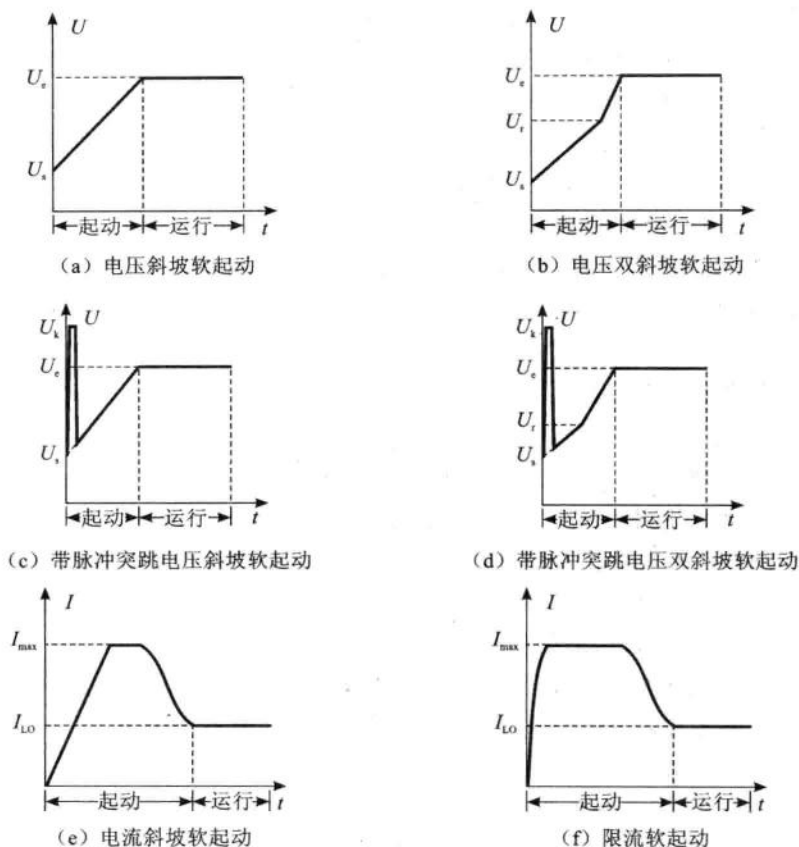 U
U
Uₑ
Uₑ
Uᵣ
Uₛ
Uₛ
起动 运行 t
起动 运行 t
(a) 电压斜坡软起动
(b) 电压双斜坡软起动
Uₖ U
Uₖ U
Uₑ
Uₑ
Uᵣ
Uₛ
Uₛ
起动 运行 t
起动 运行 t
(c) 带脉冲突跳电压斜坡软起动
(d) 带脉冲突跳电压双斜坡软起动
I
I
Imax
Imax
ILO
ILO
起动 运行 t
起动 运行 t
(e) 电流斜坡软起动
(f) 限流软起动